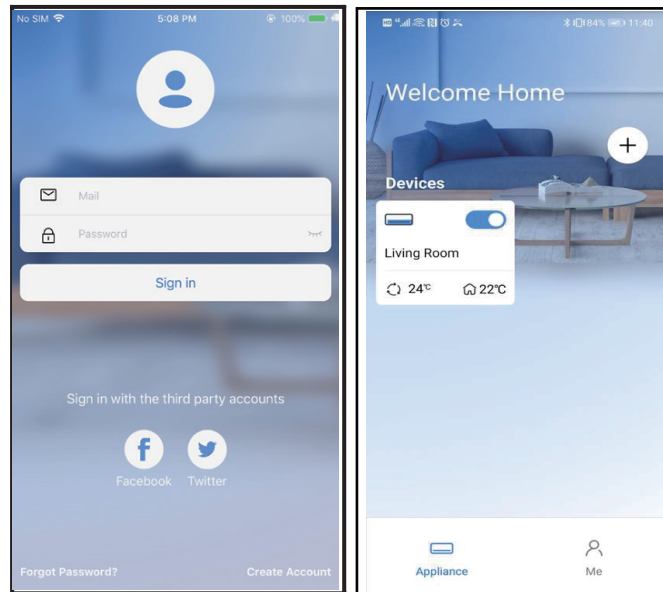 No SIM 5:08 PM 100%
Mail
Password
Sign in
Sign in with the third party accounts
Facebook Twitter
Forgot Password? Create Account
84% 11:40
Welcome Home
+
Devices
Living Room
24℃ 22℃
Appliance Me